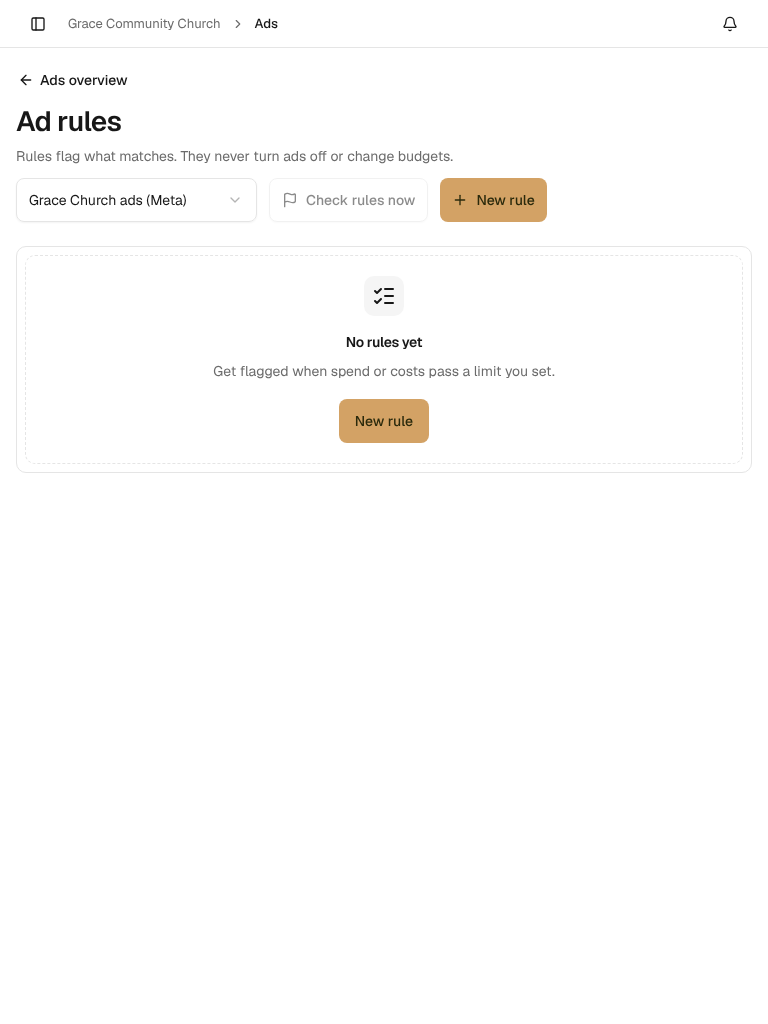 Grace Community Church > Ads
Ads overview
Ad rules
Rules flag what matches. They never turn ads off or change budgets.
Grace Church ads (Meta)
Check rules now
New rule
No rules yet
Get flagged when spend or costs pass a limit you set.
New rule